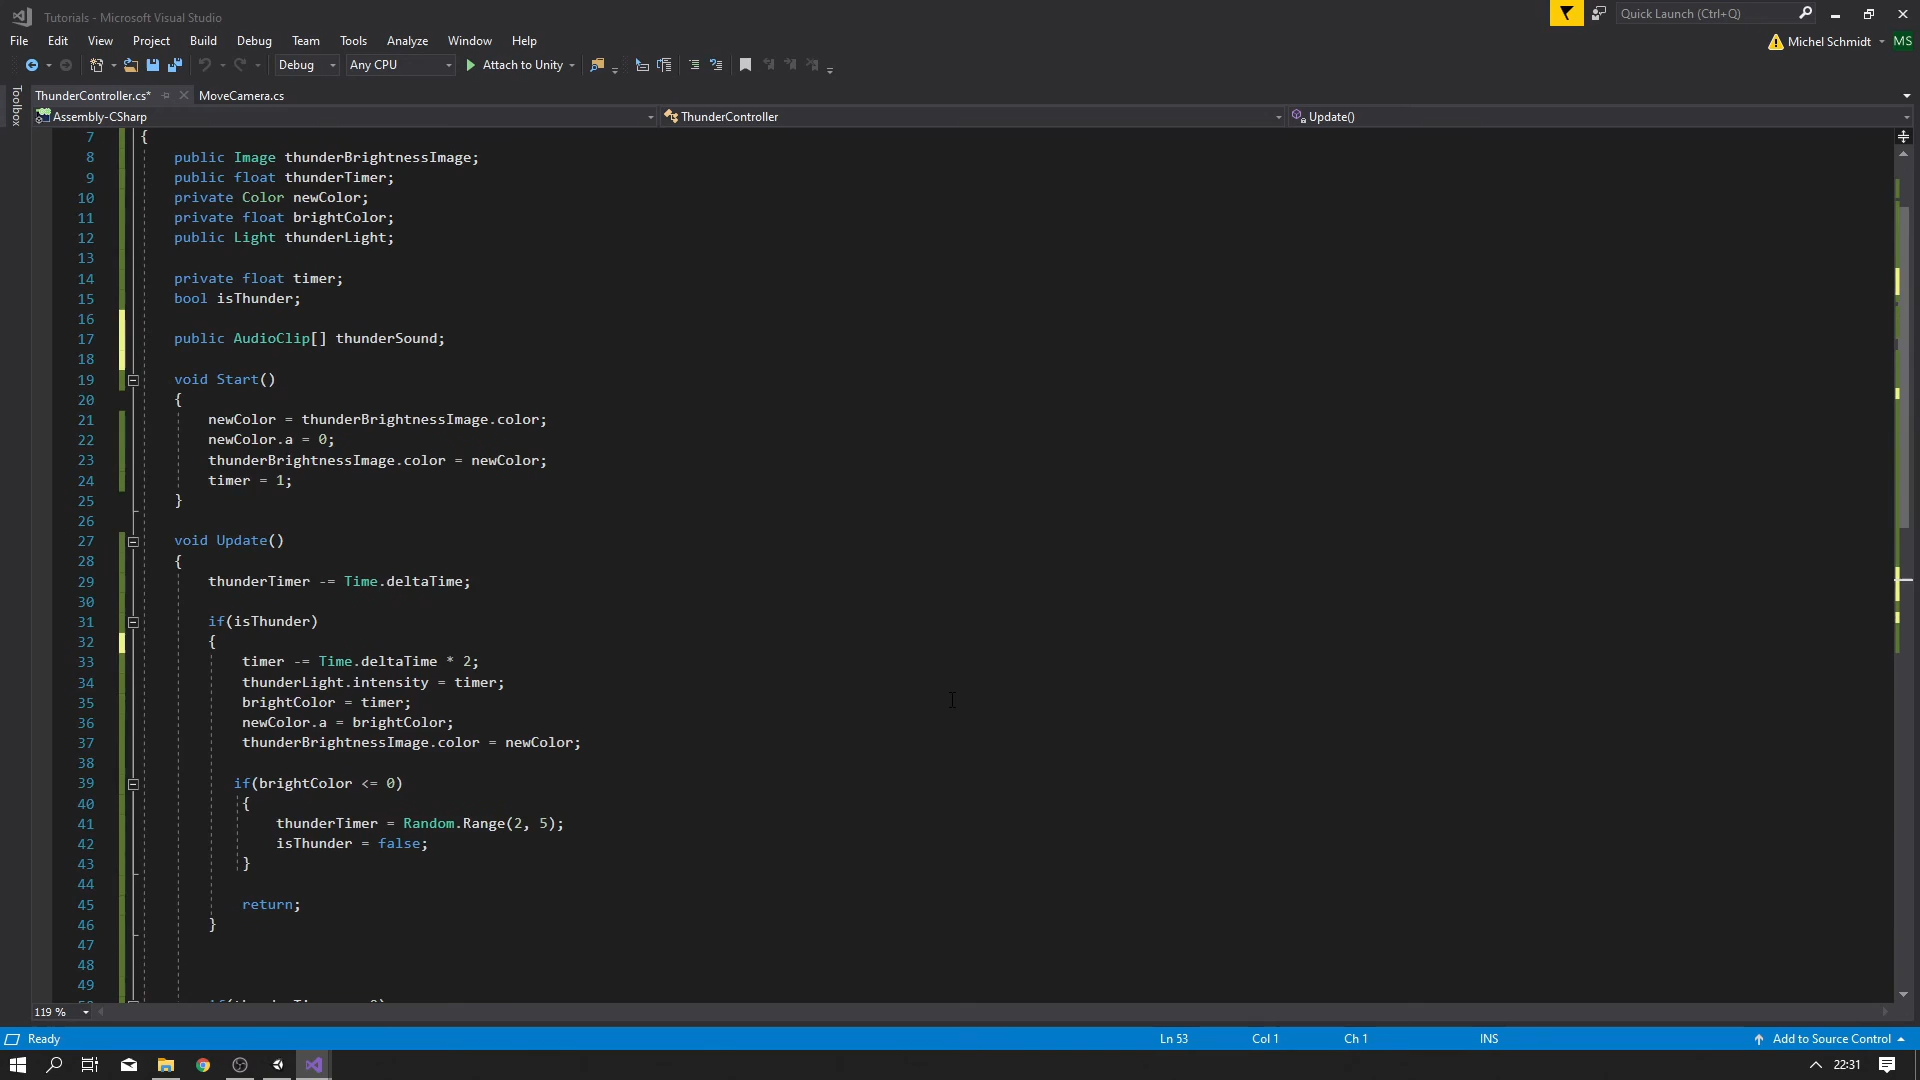 Tutorials - Microsoft Visual Studio
Quick Launch (Ctrl+Q)
File Edit View Project Build Debug Team Tools Analyze Window Help
Michel Schmidt MS
Debug Any CPU Attach to Unity
Toolbox
ThunderController.cs* MoveCamera.cs
Assembly-CSharp ThunderController Update()
7 {
8 public Image thunderBrightnessImage;
9 public float thunderTimer;
10 private Color newColor;
11 private float brightColor;
12 public Light thunderLight;
13
14 private float timer;
15 bool isThunder;
16
17 public AudioClip[] thunderSound;
18
19 void Start()
20 {
21 newColor = thunderBrightnessImage.color;
22 newColor.a = 0;
23 thunderBrightnessImage.color = newColor;
24 timer = 1;
25 }
26
27 void Update()
28 {
29 thunderTimer -= Time.deltaTime;
30
31 if(isThunder)
32 {
33 timer -= Time.deltaTime * 2;
34 thunderLight.intensity = timer;
35 brightColor = timer;
36 newColor.a = brightColor;
37 thunderBrightnessImage.color = newColor;
38
39 if(brightColor <= 0)
40 {
41 thunderTimer = Random.Range(2, 5);
42 isThunder = false;
43 }
44
45 return;
46 }
47
48
49
119 %
Ready Ln 53 Col 1 Ch 1 INS Add to Source Control
22:31